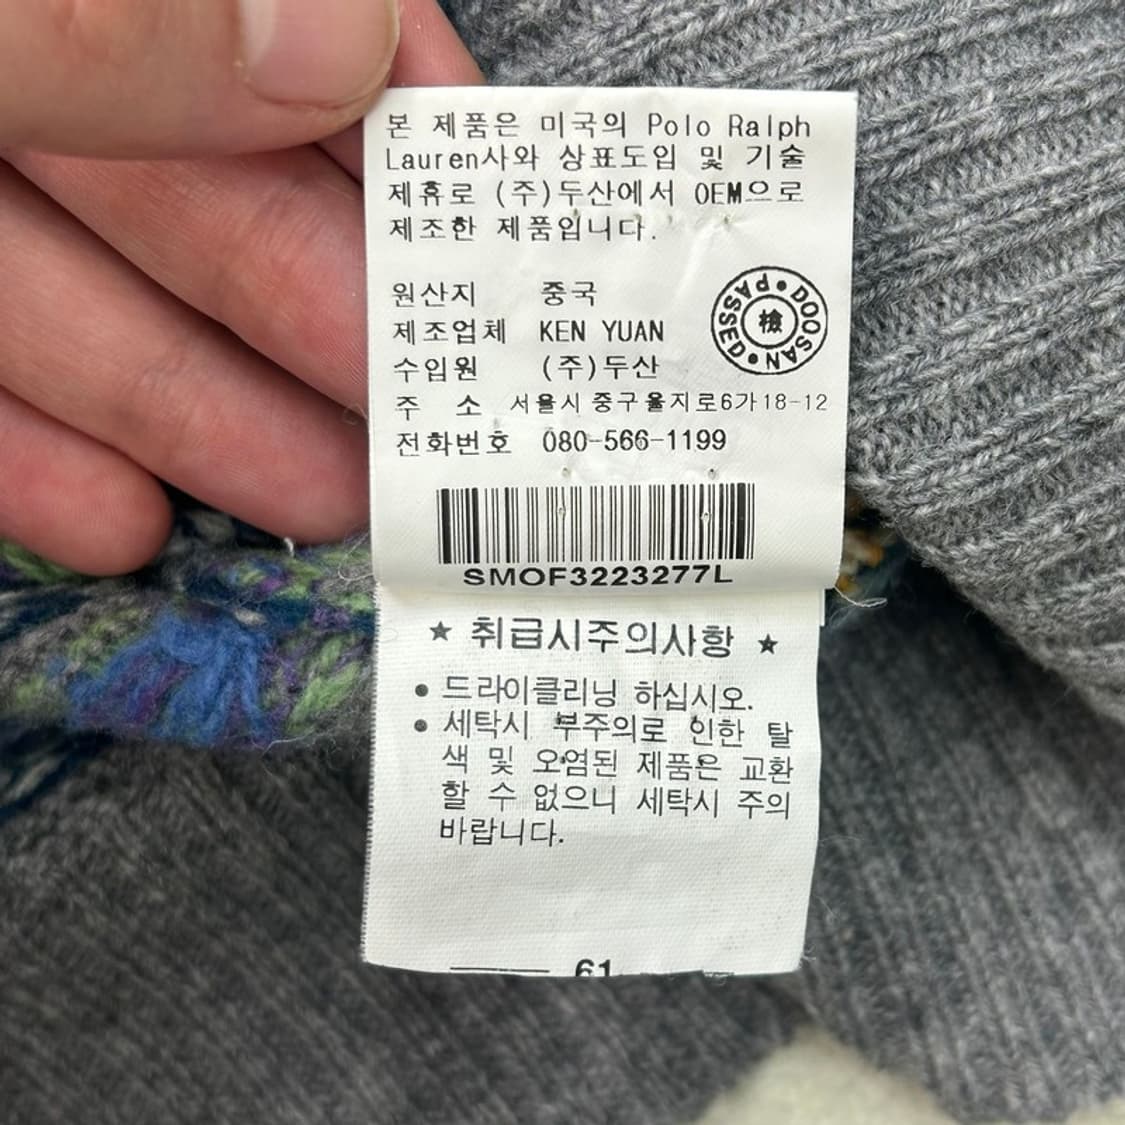 본 제품은 미국의 Polo Ralph
Lauren사와 상표도입 및 기술
제휴로 (주)두산에서 OEM으로
제조한 제품입니다.
원산지 중국
제조업체 KEN YUAN
수입원 (주)두산
주 소 서울시 중구 을지로6가 18-12
전화번호 080-566-1199
DOOSAN PASSED
檢
SMOF3223277L
★ 취급시주의사항 ★
● 드라이클리닝 하십시오.
● 세탁시 부주의로 인한 탈
색 및 오염된 제품은 교환
할 수 없으니 세탁시 주의
바랍니다.
61